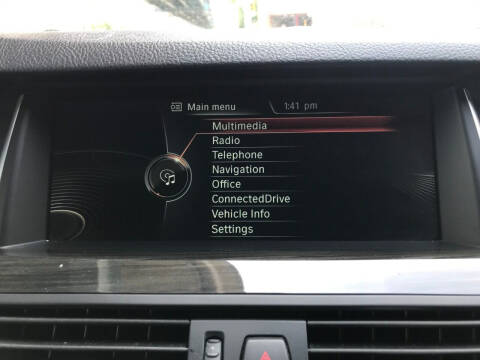 Main menu
1:41 pm
Multimedia
Radio
Telephone
Navigation
Office
ConnectedDrive
Vehicle Info
Settings